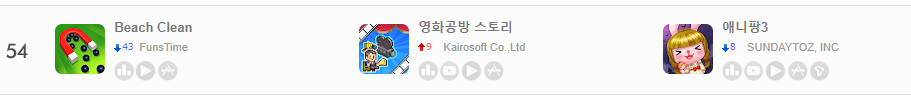 54
Beach Clean
43 FunsTime
영화공방 스토리
9 Kairosoft Co.,Ltd
애니팡3
8 SUNDAYTOZ, INC